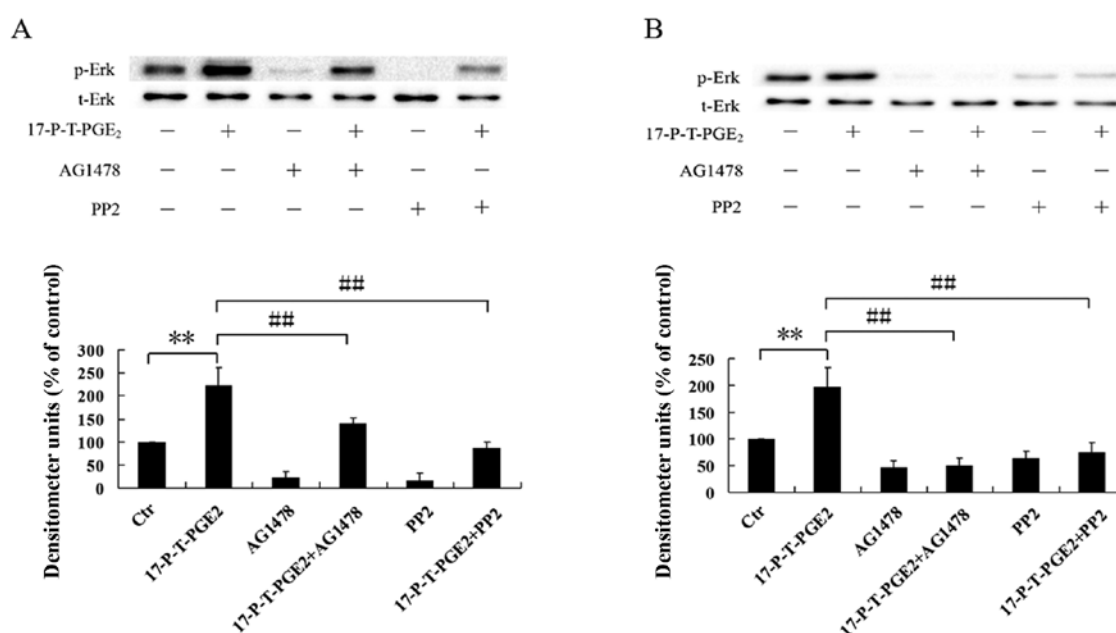 A
p-Erk
t-Erk
17-P-T-PGE₂ − + − + − +
AG1478 − − + + − −
PP2 − − − − + +
##
##
**
Densitometer units (% of control)
300
250
200
150
100
50
0
Ctr
17-P-T-PGE2
AG1478
17-P-T-PGE2+AG1478
PP2
17-P-T-PGE2+PP2
B
p-Erk
t-Erk
17-P-T-PGE₂ − + − + − +
AG1478 − − + + − −
PP2 − − − − + +
##
##
**
Densitometer units (% of control)
250
200
150
100
50
0
Ctr
17-P-T-PGE2
AG1478
17-P-T-PGE2+AG1478
PP2
17-P-T-PGE2+PP2